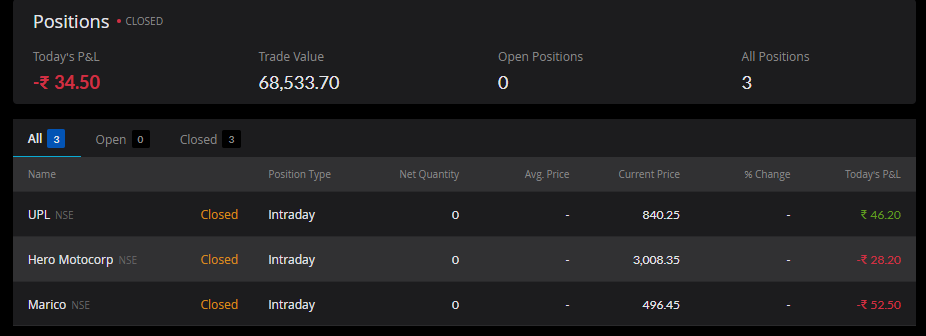 Positions • CLOSED
Today's P&L Trade Value Open Positions All Positions
-₹ 34.50 68,533.70 0 3
All 3 Open 0 Closed 3
Name Position Type Net Quantity Avg. Price Current Price % Change Today's P&L
UPL NSE Closed Intraday 0 - 840.25 - ₹ 46.20
Hero Motocorp NSE Closed Intraday 0 - 3,008.35 - -₹ 28.20
Marico NSE Closed Intraday 0 - 496.45 - -₹ 52.50